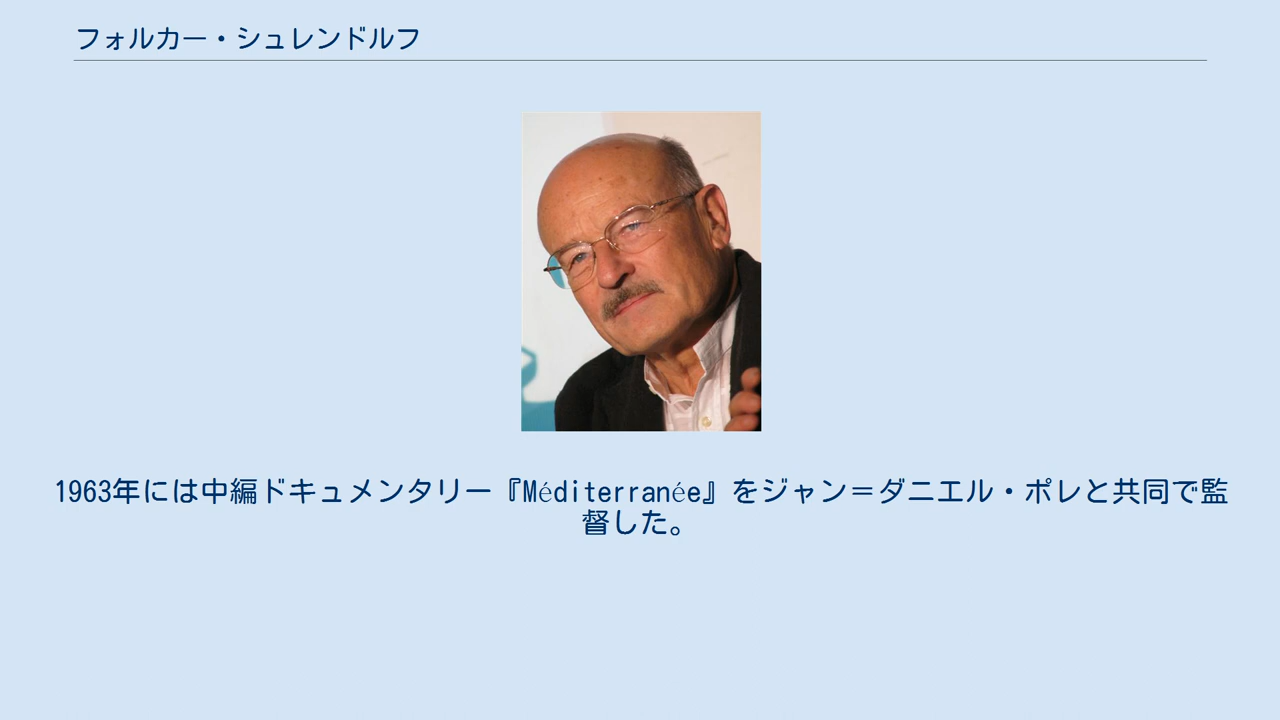 フォルカー・シュレンドルフ
1963年には中編ドキュメンタリー『Méditerranée』をジャン＝ダニエル・ポレと共同で監
督した。